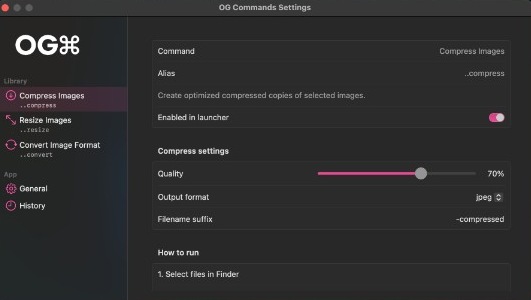 OG Commands Settings
OG⌘
Library
Compress Images
..compress
Resize Images
..resize
Convert Image Format
..convert
App
General
History
Command Compress Images
Alias ..compress
Create optimized compressed copies of selected images.
Enabled in launcher
Compress settings
Quality 70%
Output format jpeg
Filename suffix -compressed
How to run
1. Select files in Finder